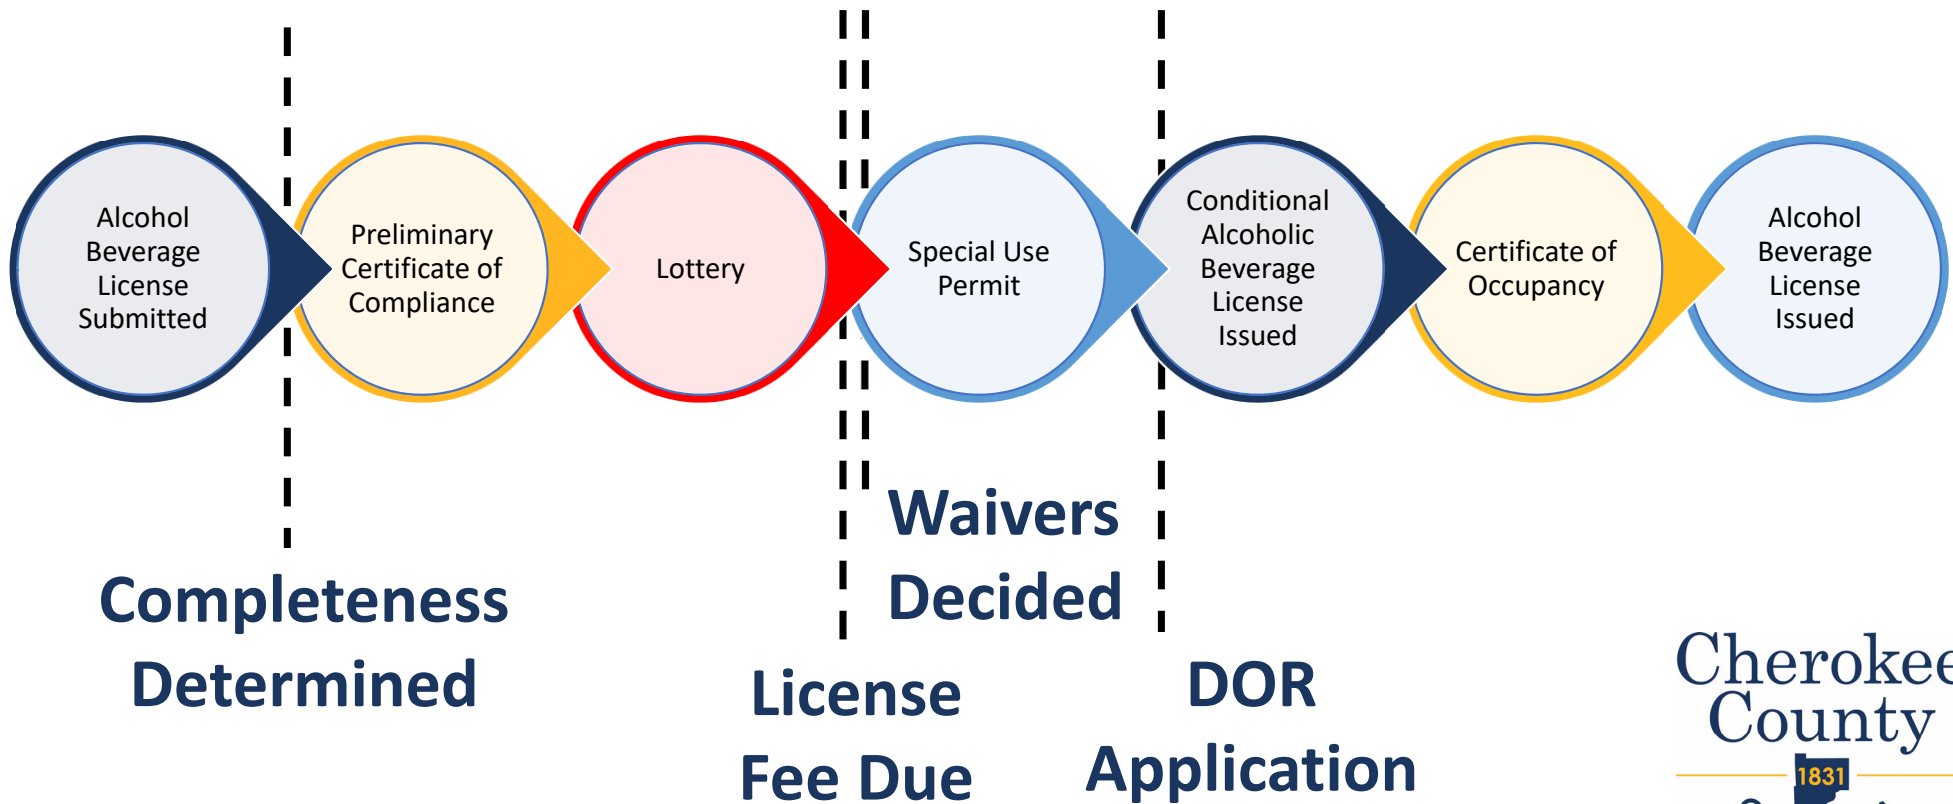 Alcohol
Beverage
License
Submitted
Preliminary
Certificate of
Compliance
Lottery
Special Use
Permit
Conditional
Alcoholic
Beverage
License
Issued
Certificate of
Occupancy
Alcohol
Beverage
License
Issued
Completeness
Determined
License
Fee Due
Waivers
Decided
DOR
Application
Cherokee
County
1831